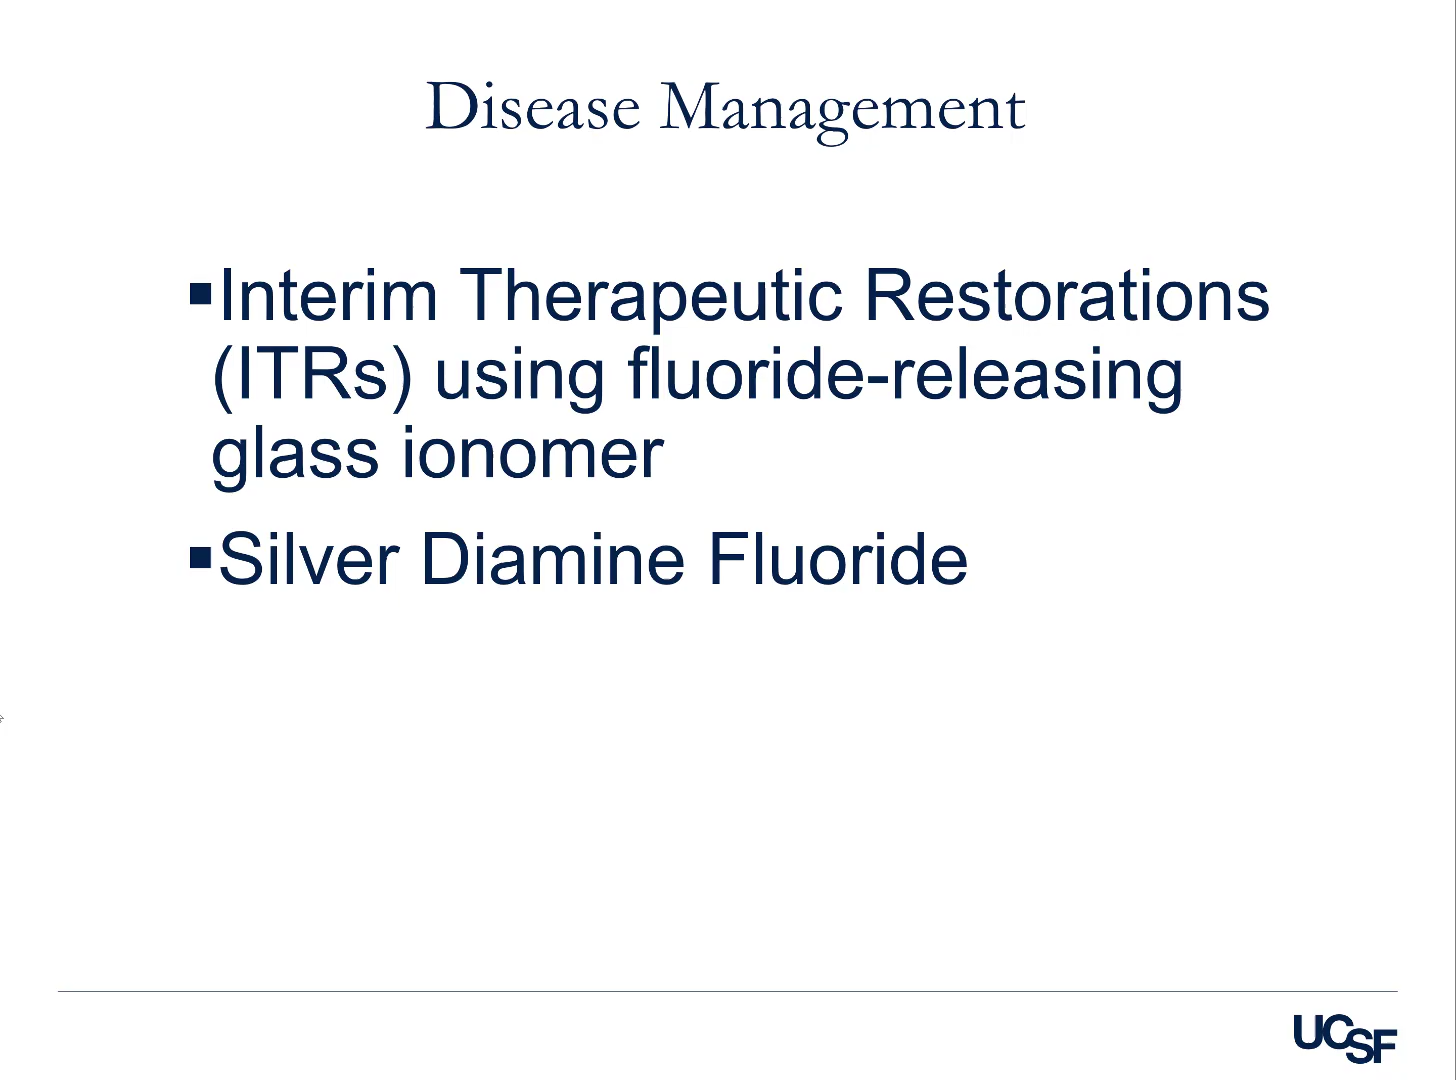 Disease Management
▪Interim Therapeutic Restorations
(ITRs) using fluoride-releasing
glass ionomer
▪Silver Diamine Fluoride
UCSF